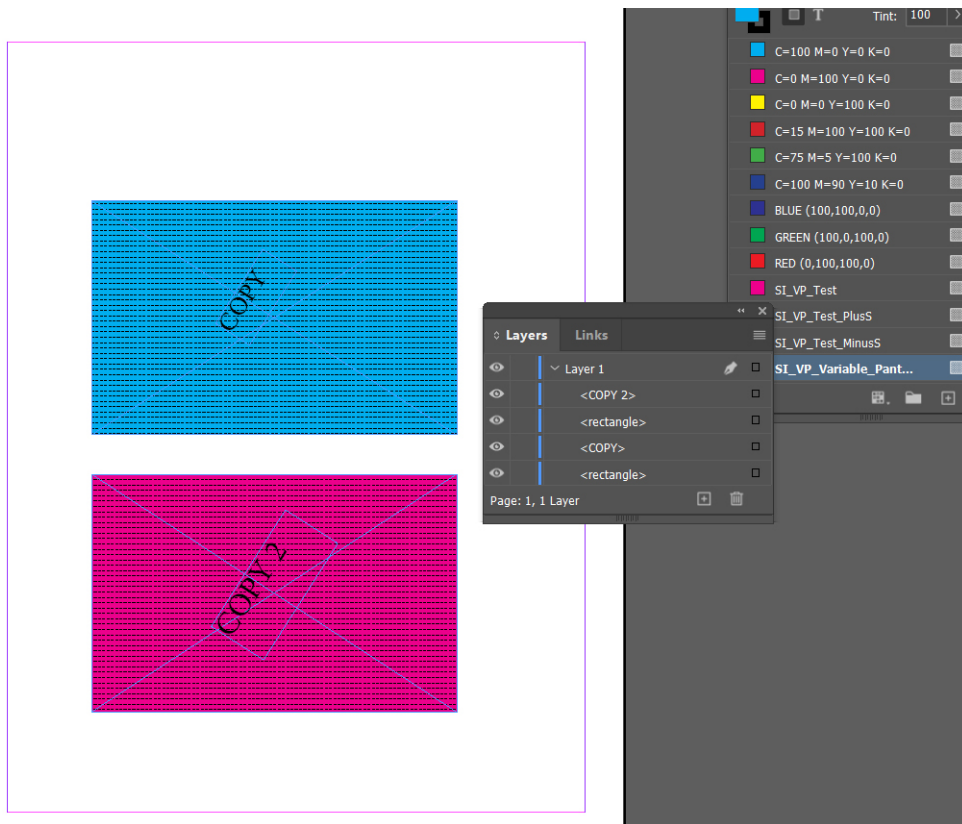 T Tint: 100
C=100 M=0 Y=0 K=0
C=0 M=100 Y=0 K=0
C=0 M=0 Y=100 K=0
C=15 M=100 Y=100 K=0
C=75 M=5 Y=100 K=0
C=100 M=90 Y=10 K=0
BLUE (100,100,0,0)
GREEN (100,0,100,0)
RED (0,100,100,0)
SI_VP_Test
SI_VP_Test_PlusS
SI_VP_Test_MinusS
SI_VP_Variable_Pant...
COPY
COPY 2
Layers Links
Layer 1
<COPY 2>
<rectangle>
<COPY>
<rectangle>
Page: 1, 1 Layer